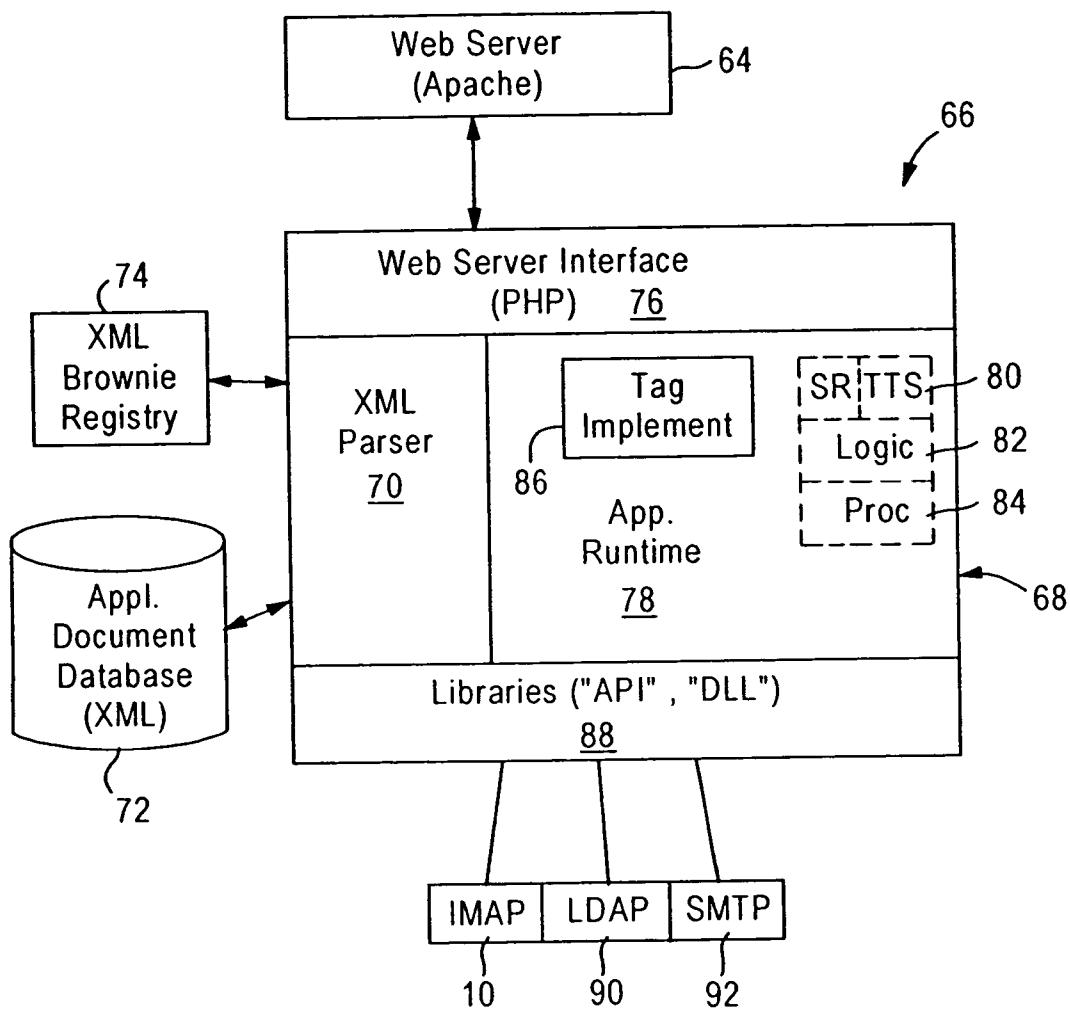 Web Server
(Apache)
64
66
Web Server Interface
(PHP) 76
74
XML
Brownie
Registry
XML
Parser
70
Tag
Implement
86
SR TTS
80
Logic
82
Proc
84
App.
Runtime
78
68
Appl.
Document
Database
(XML)
72
Libraries ("API" , "DLL")
88
IMAP LDAP SMTP
10 90 92